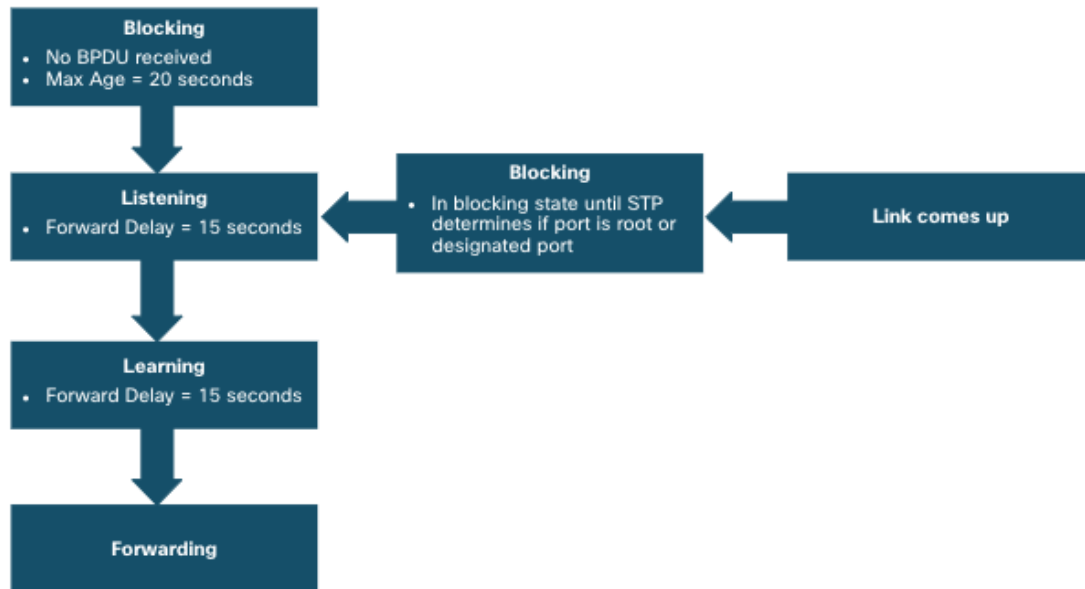 Blocking
• No BPDU received
• Max Age = 20 seconds
Listening
• Forward Delay = 15 seconds
Blocking
• In blocking state until STP
determines if port is root or
designated port
Link comes up
Learning
• Forward Delay = 15 seconds
Forwarding